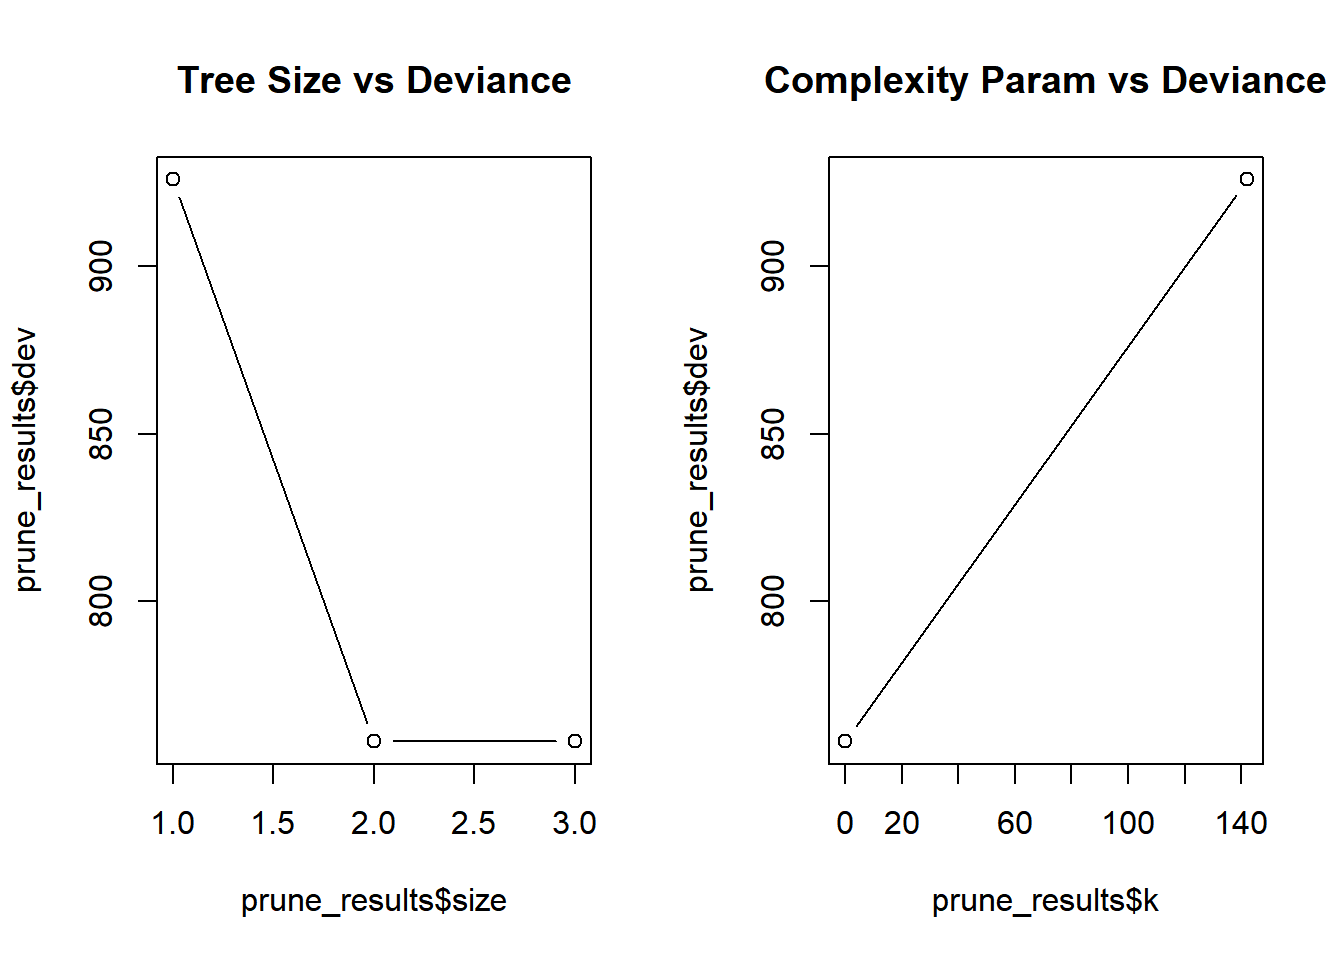 Tree Size vs Deviance
prune_results$dev
900
850
800
1.0 1.5 2.0 2.5 3.0
prune_results$size
Complexity Param vs Deviance
prune_results$dev
900
850
800
0 20 60 100 140
prune_results$k